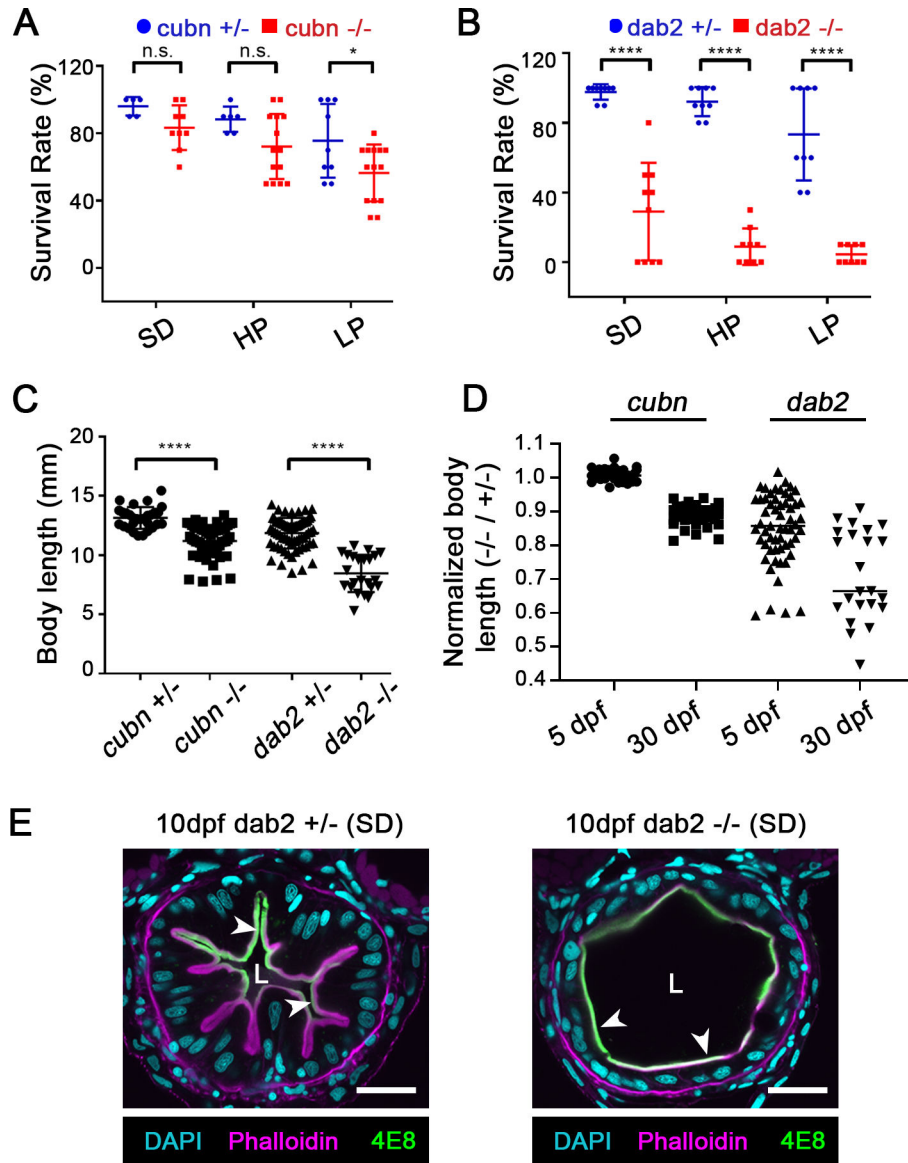 A
cubn +/- cubn -/-
n.s. n.s. *
Survival Rate (%)
120
80
40
0
SD HP LP
B
dab2 +/- dab2 -/-
**** **** ****
Survival Rate (%)
120
80
40
0
SD HP LP
C
**** ****
Body length (mm)
20
15
10
5
0
cubn +/- cubn -/- dab2 +/- dab2 -/-
D
cubn dab2
Normalized body
length (-/- / +/-)
1.1
1.0
0.9
0.8
0.7
0.6
0.5
0.4
5 dpf 30 dpf 5 dpf 30 dpf
E
10dpf dab2 +/- (SD) 10dpf dab2 -/- (SD)
L L
DAPI Phalloidin 4E8 DAPI Phalloidin 4E8